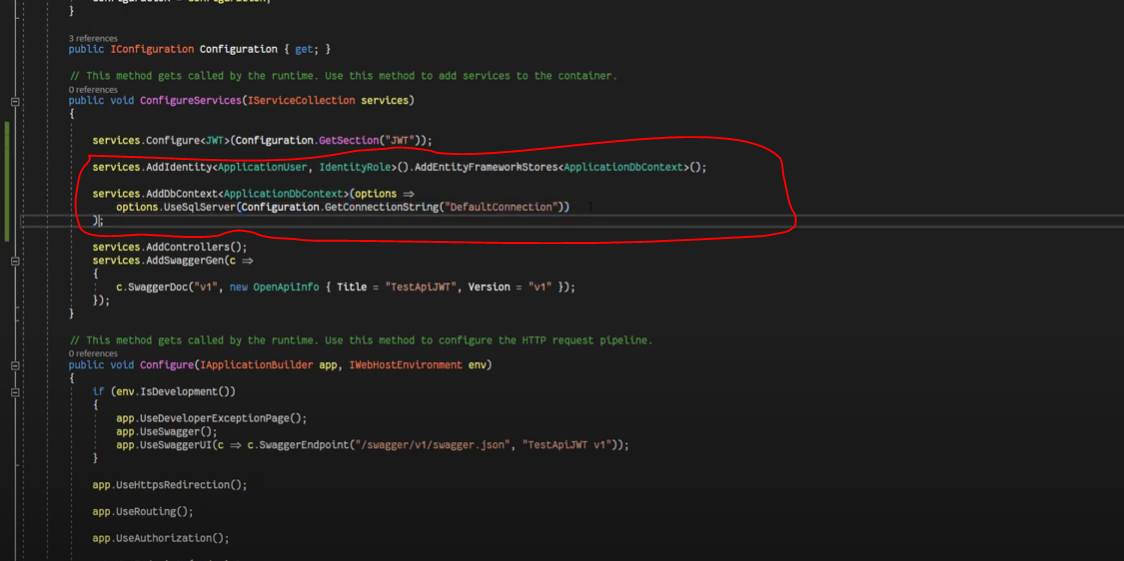 }
3 references
public IConfiguration Configuration { get; }
// This method gets called by the runtime. Use this method to add services to the container.
0 references
public void ConfigureServices(IServiceCollection services)
{
services.Configure<JWT>(Configuration.GetSection("JWT"));
services.AddIdentity<ApplicationUser, IdentityRole>().AddEntityFrameworkStores<ApplicationDbContext>();
services.AddDbContext<ApplicationDbContext>(options =>
options.UseSqlServer(Configuration.GetConnectionString("DefaultConnection"))
);
services.AddControllers();
services.AddSwaggerGen(c =>
{
c.SwaggerDoc("v1", new OpenApiInfo { Title = "TestApiJWT", Version = "v1" });
});
}
// This method gets called by the runtime. Use this method to configure the HTTP request pipeline.
0 references
public void Configure(IApplicationBuilder app, IWebHostEnvironment env)
{
if (env.IsDevelopment())
{
app.UseDeveloperExceptionPage();
app.UseSwagger();
app.UseSwaggerUI(c => c.SwaggerEndpoint("/swagger/v1/swagger.json", "TestApiJWT v1"));
}
app.UseHttpsRedirection();
app.UseRouting();
app.UseAuthorization();